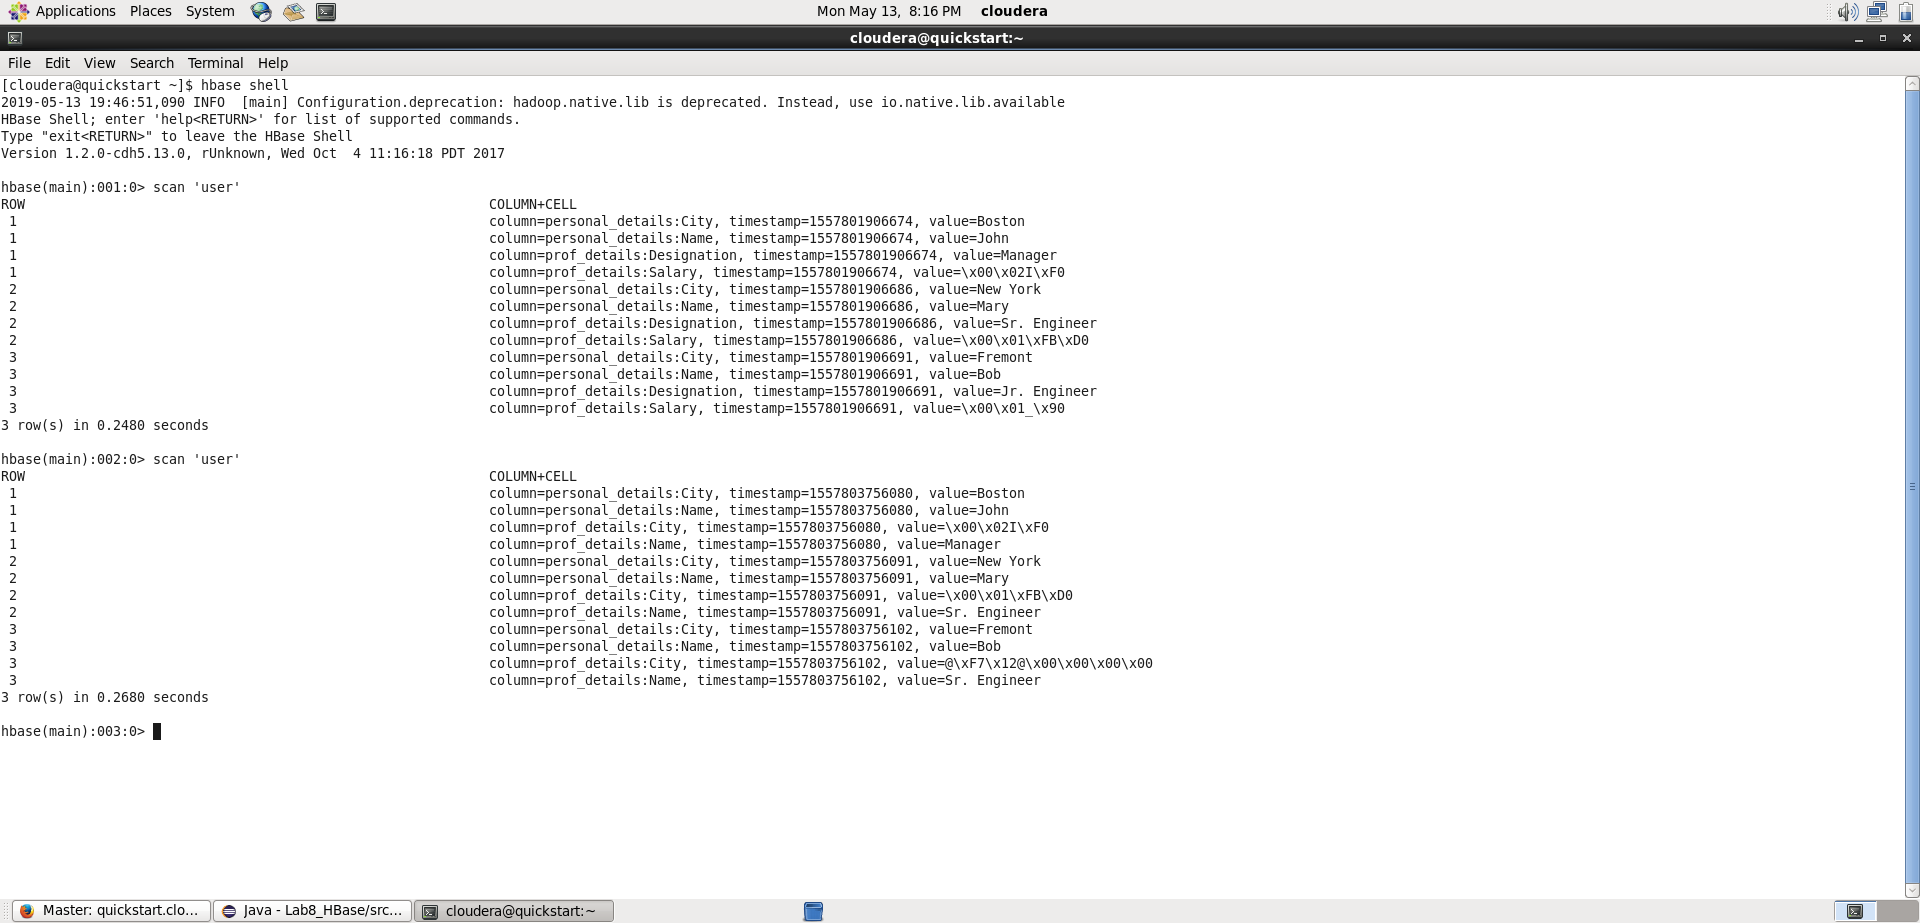 Applications Places System Mon May 13, 8:16 PM cloudera
cloudera@quickstart:~
File Edit View Search Terminal Help
[cloudera@quickstart ~]$ hbase shell
2019-05-13 19:46:51,090 INFO  [main] Configuration.deprecation: hadoop.native.lib is deprecated. Instead, use io.native.lib.available
HBase Shell; enter 'help<RETURN>' for list of supported commands.
Type "exit<RETURN>" to leave the HBase Shell
Version 1.2.0-cdh5.13.0, rUnknown, Wed Oct  4 11:16:18 PDT 2017
hbase(main):001:0> scan 'user'
ROW COLUMN+CELL
1 column=personal_details:City, timestamp=1557801906674, value=Boston
1 column=personal_details:Name, timestamp=1557801906674, value=John
1 column=prof_details:Designation, timestamp=1557801906674, value=Manager
1 column=prof_details:Salary, timestamp=1557801906674, value=\x00\x02I\xF0
2 column=personal_details:City, timestamp=1557801906686, value=New York
2 column=personal_details:Name, timestamp=1557801906686, value=Mary
2 column=prof_details:Designation, timestamp=1557801906686, value=Sr. Engineer
2 column=prof_details:Salary, timestamp=1557801906686, value=\x00\x01\xFB\xD0
3 column=personal_details:City, timestamp=1557801906691, value=Fremont
3 column=personal_details:Name, timestamp=1557801906691, value=Bob
3 column=prof_details:Designation, timestamp=1557801906691, value=Jr. Engineer
3 column=prof_details:Salary, timestamp=1557801906691, value=\x00\x01_\x90
3 row(s) in 0.2480 seconds
hbase(main):002:0> scan 'user'
ROW COLUMN+CELL
1 column=personal_details:City, timestamp=1557803756080, value=Boston
1 column=personal_details:Name, timestamp=1557803756080, value=John
1 column=prof_details:City, timestamp=1557803756080, value=\x00\x02I\xF0
1 column=prof_details:Name, timestamp=1557803756080, value=Manager
2 column=personal_details:City, timestamp=1557803756091, value=New York
2 column=personal_details:Name, timestamp=1557803756091, value=Mary
2 column=prof_details:City, timestamp=1557803756091, value=\x00\x01\xFB\xD0
2 column=prof_details:Name, timestamp=1557803756091, value=Sr. Engineer
3 column=personal_details:City, timestamp=1557803756102, value=Fremont
3 column=personal_details:Name, timestamp=1557803756102, value=Bob
3 column=prof_details:City, timestamp=1557803756102, value=@\xF7\x12@\x00\x00\x00\x00
3 column=prof_details:Name, timestamp=1557803756102, value=Sr. Engineer
3 row(s) in 0.2680 seconds
hbase(main):003:0>
Master: quickstart.clo... Java - Lab8_HBase/src... cloudera@quickstart:~